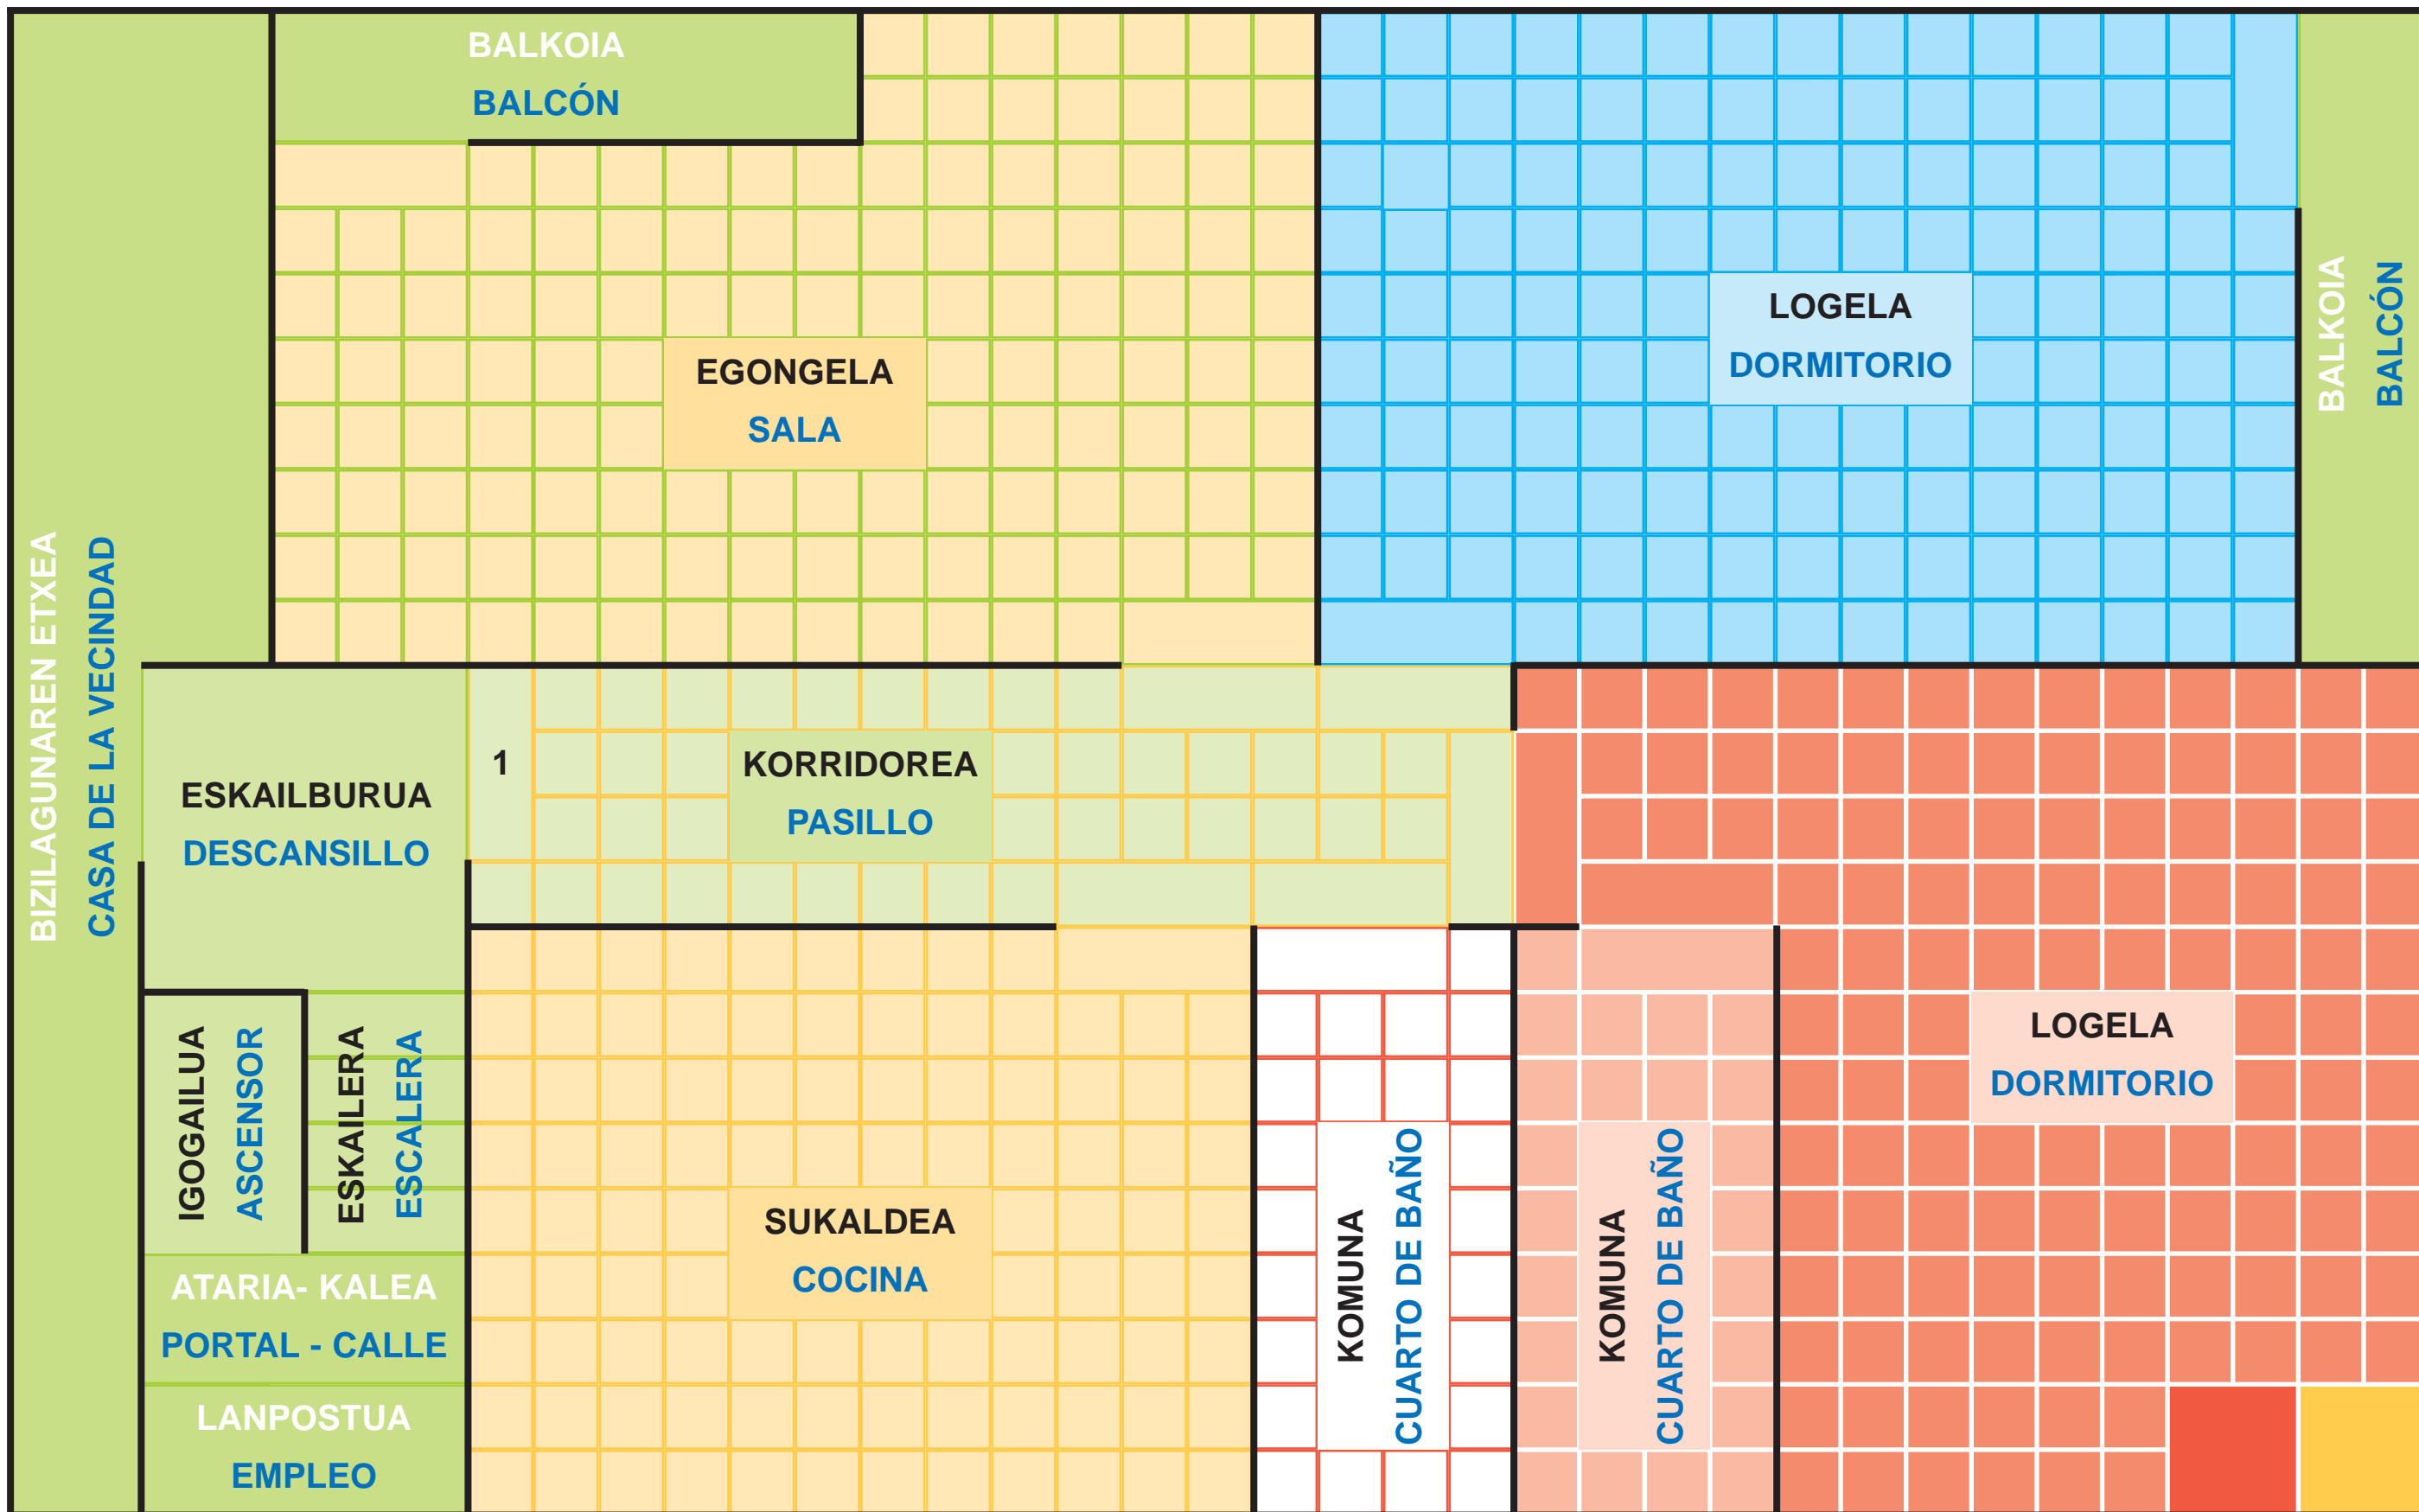 BALKOIA
BALCÓN
EGONGELA
SALA
LOGELA
DORMITORIO
BALKOIA
BALCÓN
BIZILAGUNAREN ETXEA
CASA DE LA VECINDAD
ESKAILBURUA
DESCANSILLO
1
KORRIDOREA
PASILLO
IGOGAILUA
ASCENSOR
ESKAILERA
ESCALERA
ATARIA- KALEA
PORTAL - CALLE
LANPOSTUA
EMPLEO
SUKALDEA
COCINA
KOMUNA
CUARTO DE BAÑO
KOMUNA
CUARTO DE BAÑO
LOGELA
DORMITORIO